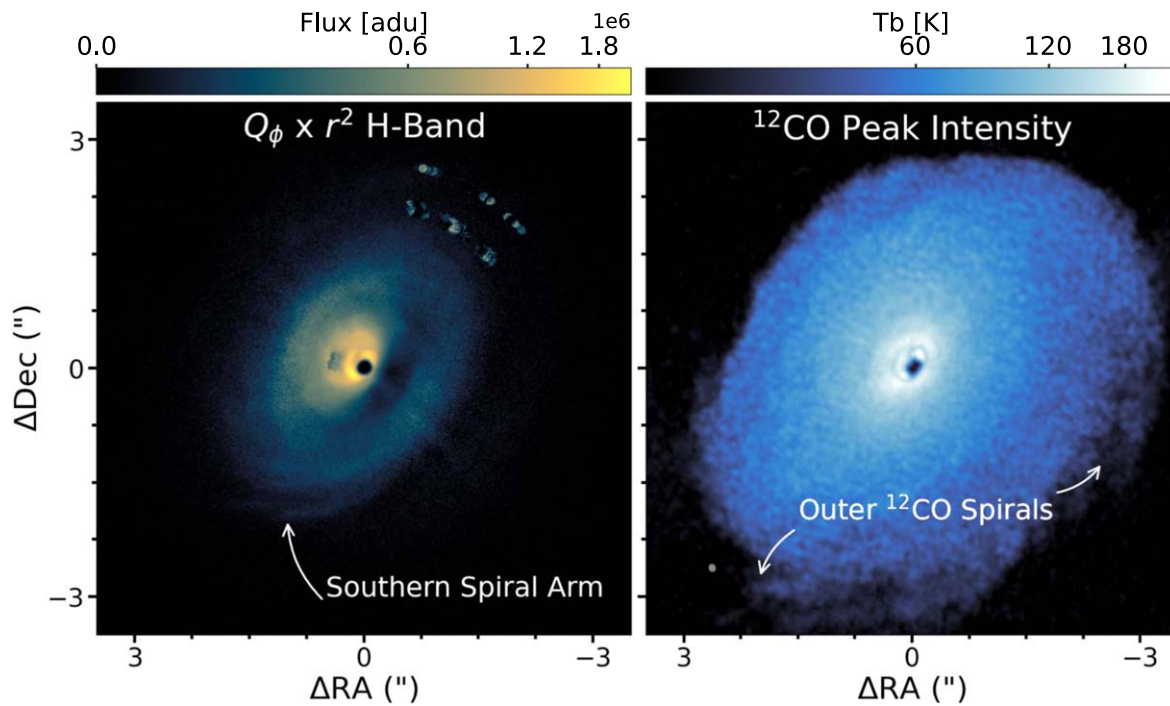 Flux [adu] 1e6
0.0 0.6 1.2 1.8
Q_ϕ x r² H-Band
Southern Spiral Arm
3
0
−3
ΔDec (")
3 0 −3
ΔRA (")
Tb [K]
60 120 180
¹²CO Peak Intensity
Outer ¹²CO Spirals
3 0 −3
ΔRA (")